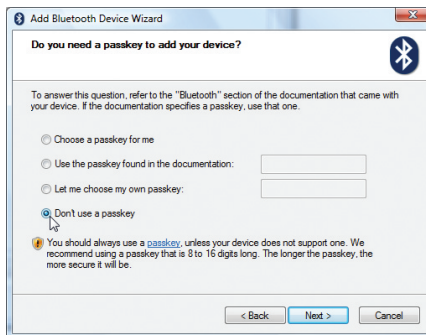 Add Bluetooth Device Wizard
Do you need a passkey to add your device?
To answer this question, refer to the "Bluetooth" section of the documentation that came with
your device. If the documentation specifies a passkey, use that one.
Choose a passkey for me
Use the passkey found in the documentation:
Let me choose my own passkey:
Don't use a passkey
You should always use a passkey, unless your device does not support one. We
recommend using a passkey that is 8 to 16 digits long. The longer the passkey, the
more secure it will be.
< Back Next > Cancel